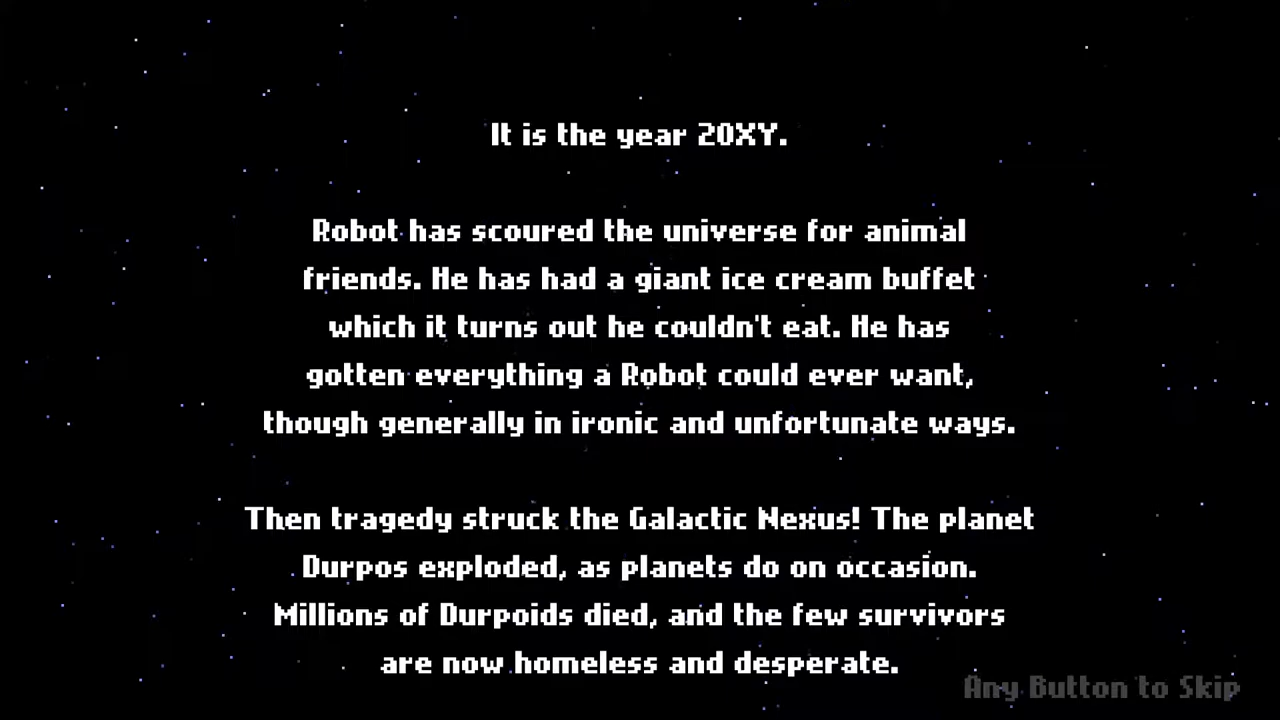 It is the year 20XY.
Robot has scoured the universe for animal
friends. He has had a giant ice cream buffet
which it turns out he couldn't eat. He has
gotten everything a Robot could ever want,
though generally in ironic and unfortunate ways.
Then tragedy struck the Galactic Nexus! The planet
Durpos exploded, as planets do on occasion.
Millions of Durpoids died, and the few survivors
are now homeless and desperate.
Any Button to Skip